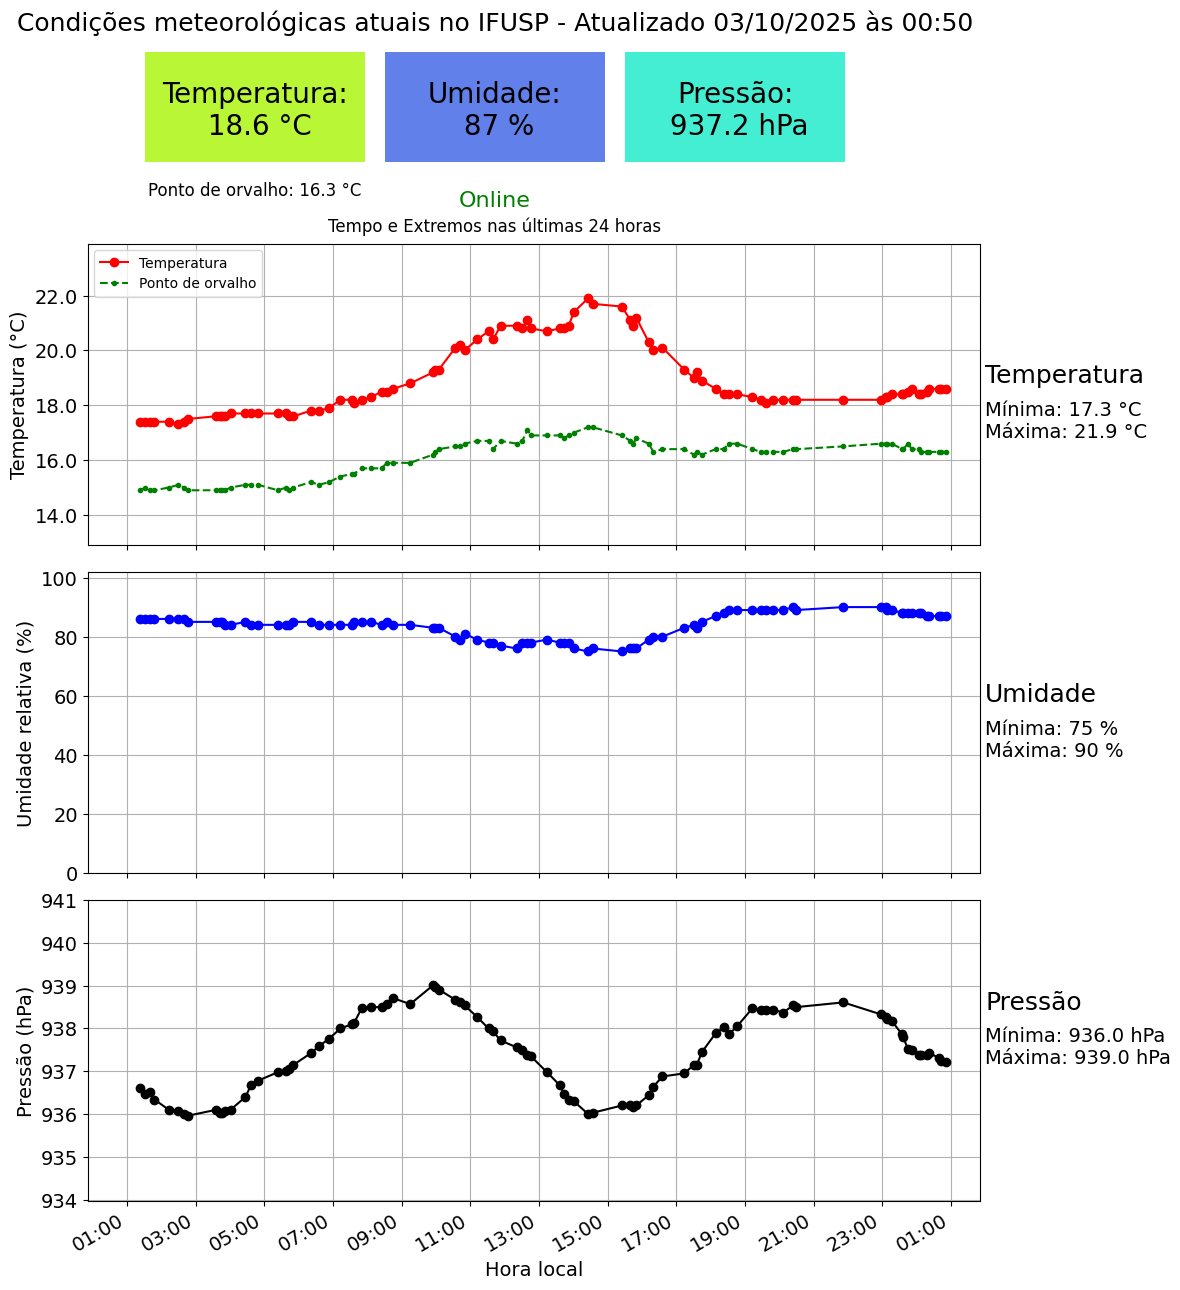 Condições meteorológicas atuais no IFUSP - Atualizado 03/10/2025 às 00:50
Temperatura:
18.6 °C
Umidade:
87 %
Pressão:
937.2 hPa
Ponto de orvalho: 16.3 °C
Online
Tempo e Extremos nas últimas 24 horas
Temperatura
Ponto de orvalho
Temperatura (°C)
22.0
20.0
18.0
16.0
14.0
Temperatura
Mínima: 17.3 °C
Máxima: 21.9 °C
Umidade relativa (%)
100
80
60
40
20
0
Umidade
Mínima: 75 %
Máxima: 90 %
Pressão (hPa)
941
940
939
938
937
936
935
934
Pressão
Mínima: 936.0 hPa
Máxima: 939.0 hPa
01:00
03:00
05:00
07:00
09:00
11:00
13:00
15:00
17:00
19:00
21:00
23:00
01:00
Hora local